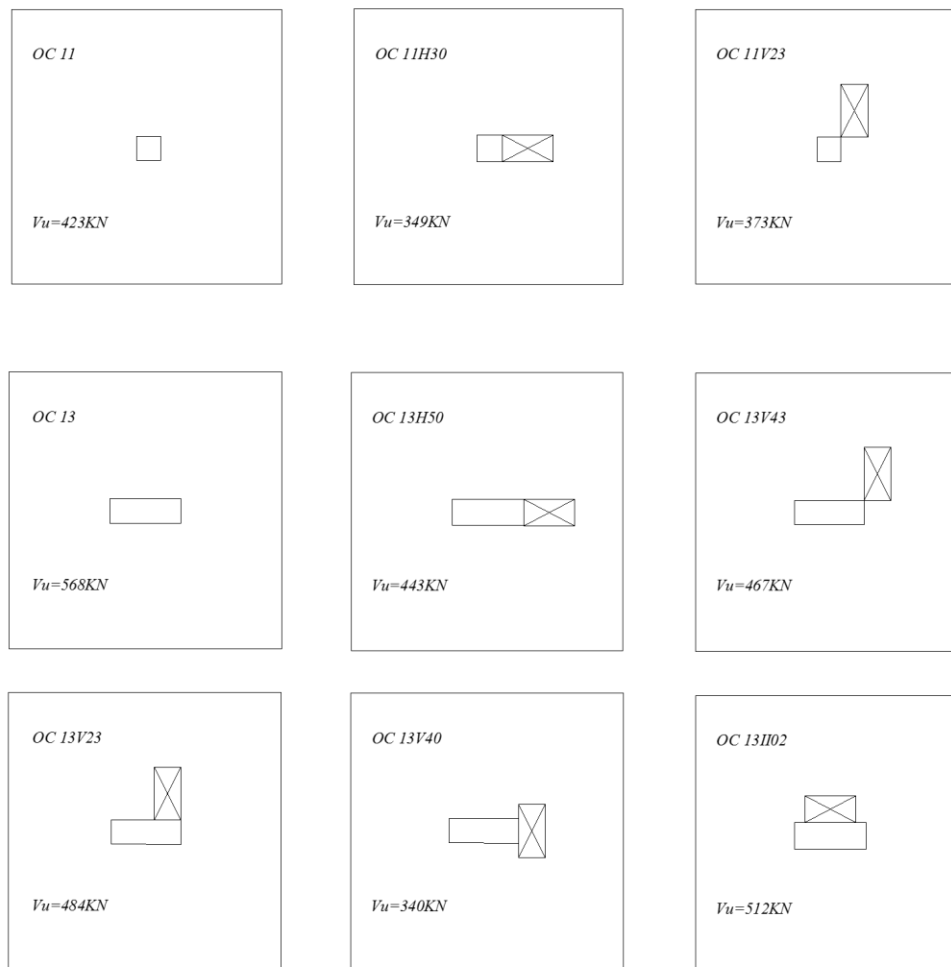 OC 11
OC 11H30
OC 11V23
Vu=423KN
Vu=349KN
Vu=373KN
OC 13
OC 13H50
OC 13V43
Vu=568KN
Vu=443KN
Vu=467KN
OC 13V23
OC 13V40
OC 13H02
Vu=484KN
Vu=340KN
Vu=512KN